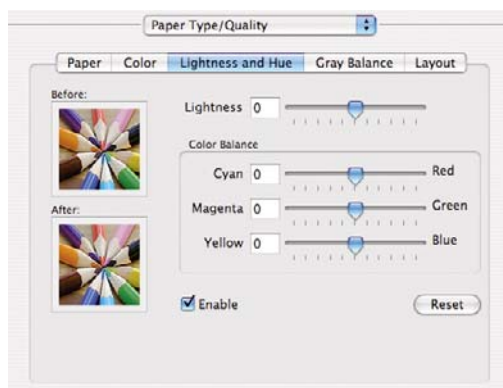 Paper Type/Quality
Paper Color Lightness and Hue Gray Balance Layout
Before:
Lightness 0
Color Balance
Cyan 0 Red
Magenta 0 Green
After:
Yellow 0 Blue
Enable Reset